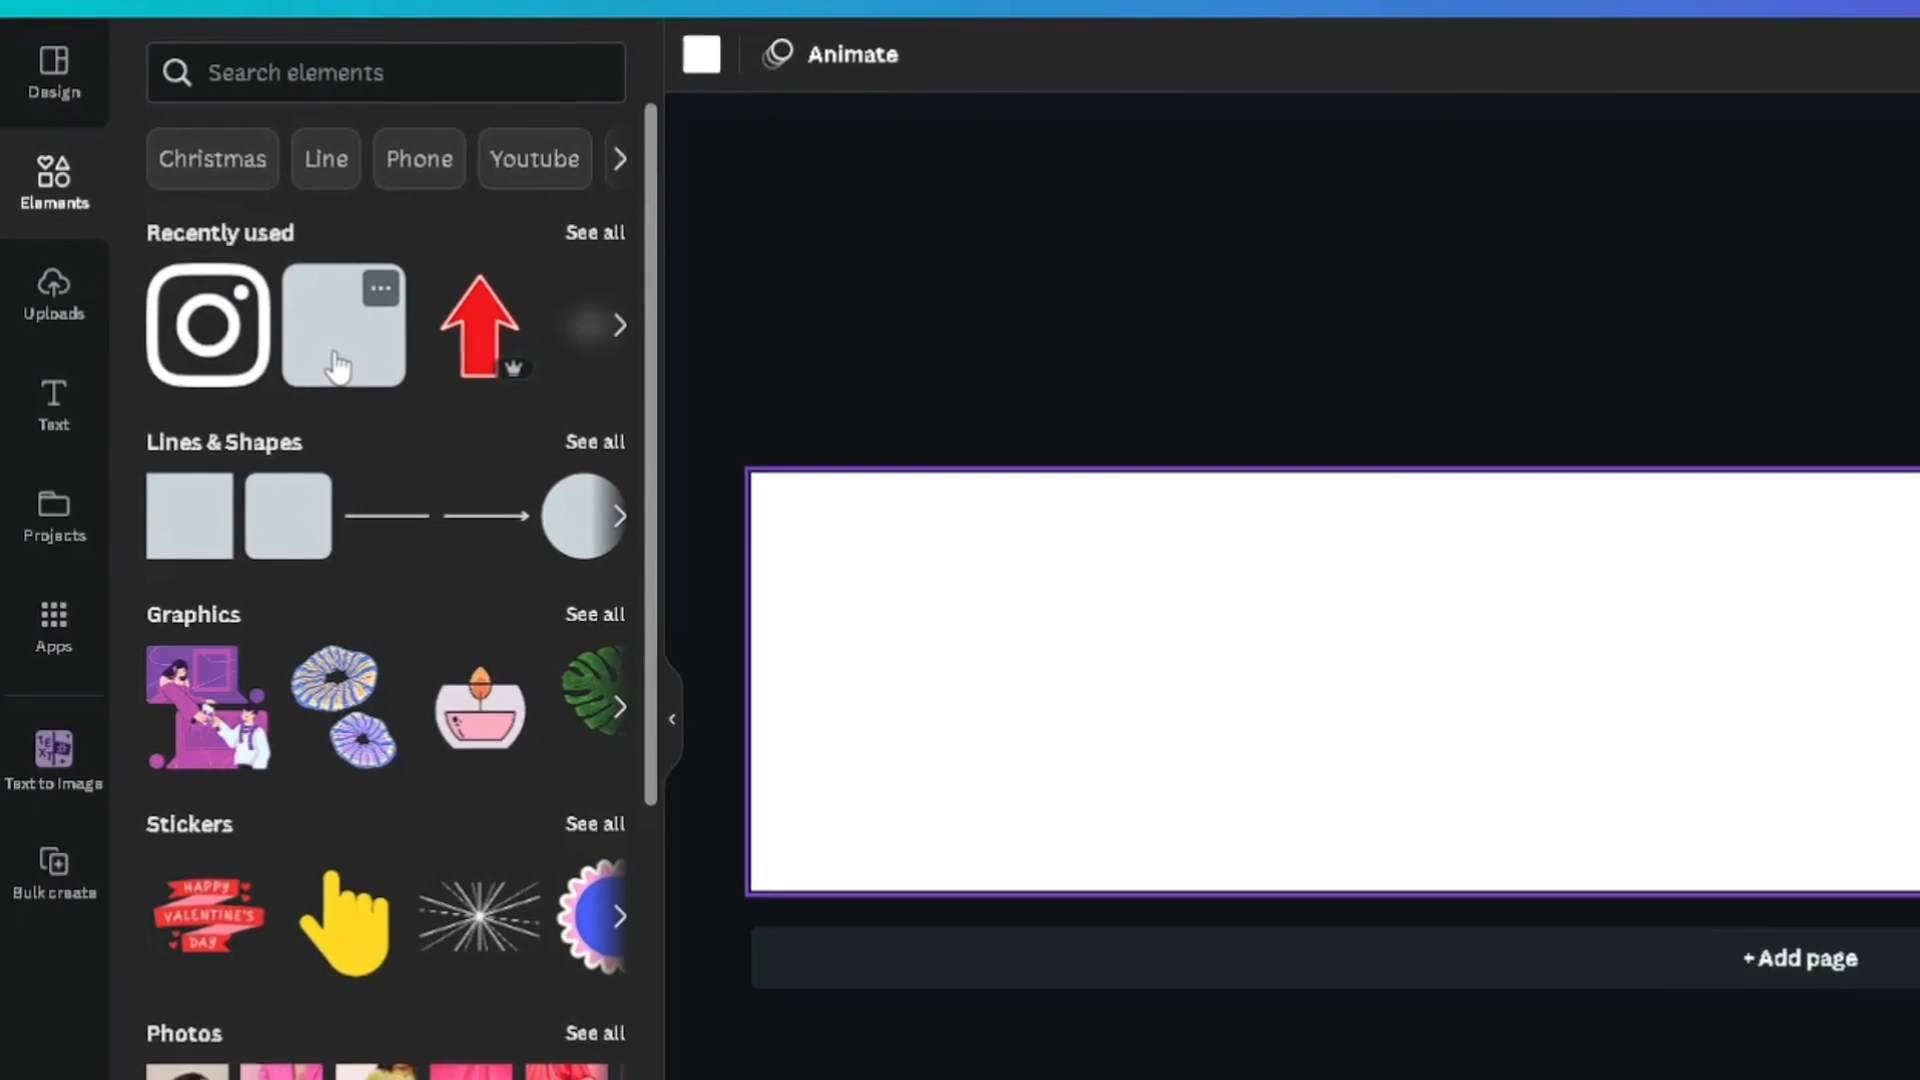 Design
Elements
Uploads
Text
Projects
Apps
TEXT
Text to Image
Bulk create
Search elements
Christmas
Line
Phone
Youtube
Recently used
See all
Lines & Shapes
See all
Graphics
See all
Stickers
See all
HAPPY
VALENTINE'S
DAY
Photos
See all
Animate
+ Add page